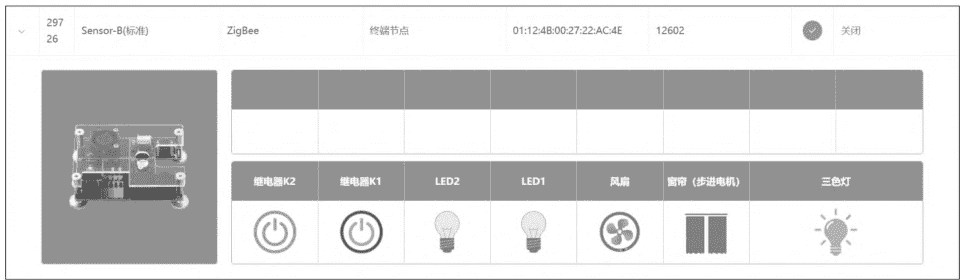 29726 Sensor-B(标准) ZigBee 终端节点 01:12:4B:00:27:22:AC:4E 12602 关闭
继电器K2 继电器K1 LED2 LED1 风扇 窗帘（步进电机） 三色灯